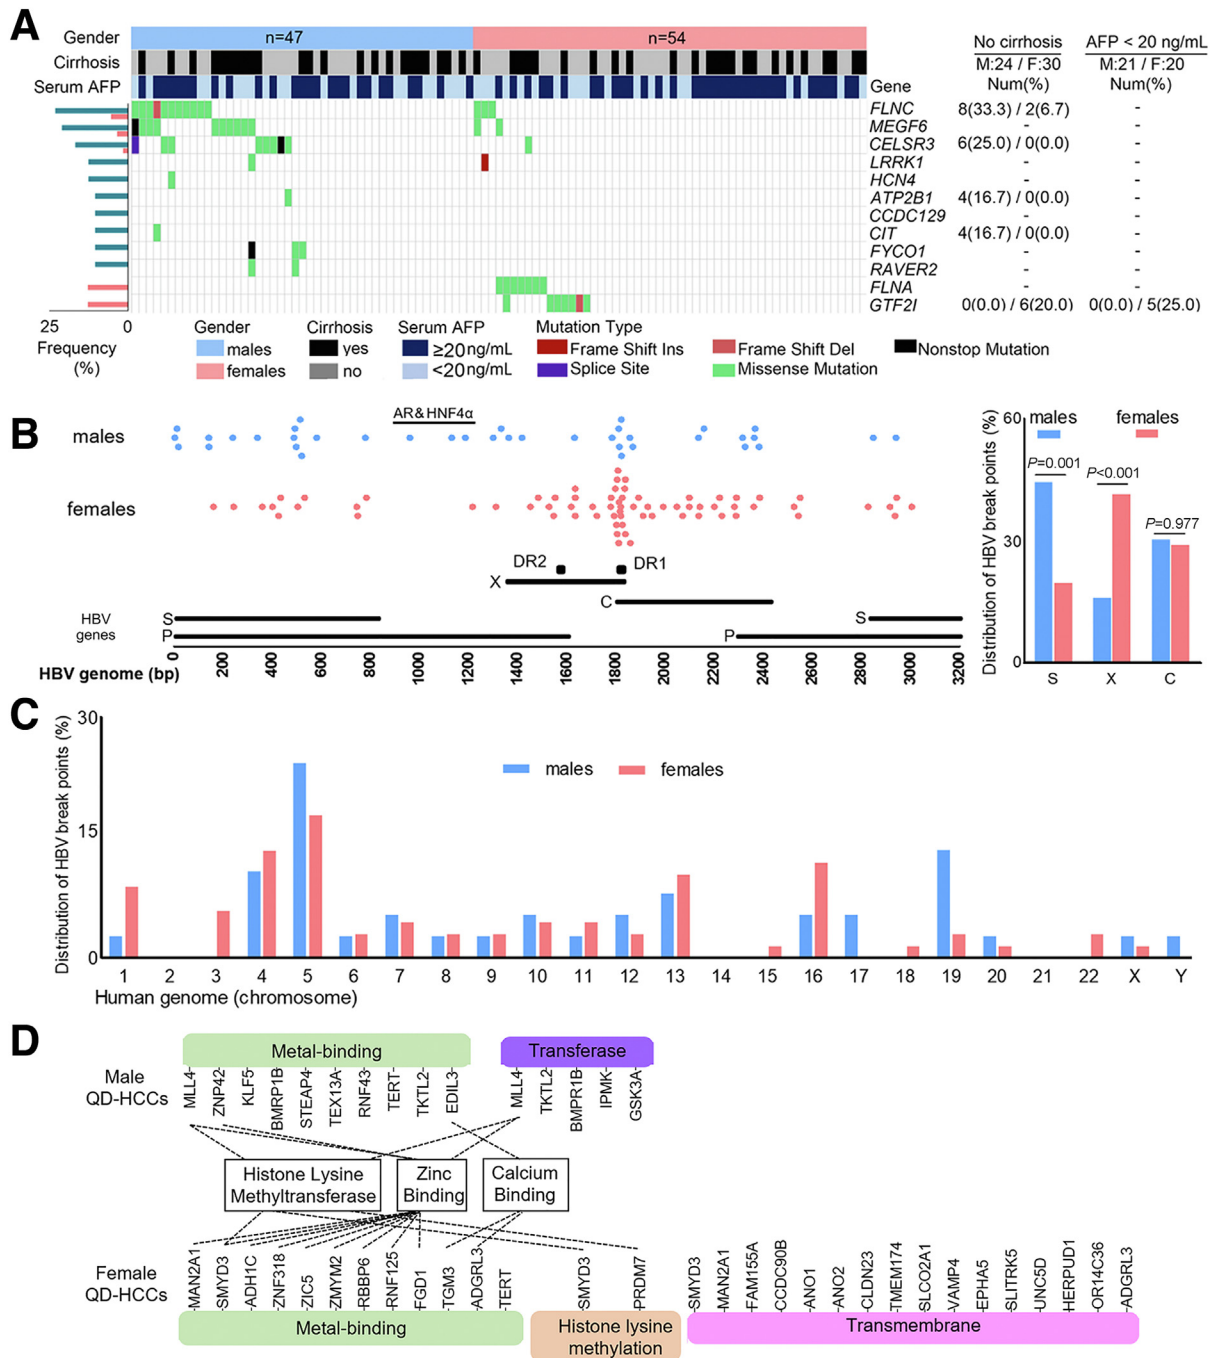 A
Gender
n=47
n=54
Cirrhosis
Serum AFP
Gene
No cirrhosis
AFP < 20 ng/mL
M:24 / F:30
M:21 / F:20
Num(%)
Num(%)
FLNC 8(33.3) / 2(6.7) -
MEGF6 - -
CELSR3 6(25.0) / 0(0.0) -
LRRK1 - -
HCN4 - -
ATP2B1 4(16.7) / 0(0.0) -
CCDC129 - -
CIT 4(16.7) / 0(0.0) -
FYCO1 - -
RAVER2 - -
FLNA - -
GTF2I 0(0.0) / 6(20.0) 0(0.0) / 5(25.0)
25 0
Frequency
(%)
Gender
males
females
Cirrhosis
yes
no
Serum AFP
≥20ng/mL
<20ng/mL
Mutation Type
Frame Shift Ins
Splice Site
Frame Shift Del
Missense Mutation
Nonstop Mutation
B
AR&HNF4α
males
females
DR2
DR1
X
C
HBV
genes
S
S
P
P
HBV genome (bp)
0 200 400 800 1000 1200 1400 1600 1800 2000 2200 2400 2600 2800 3000 3200
Distribution of HBV break points (%)
60
30
0
males
females
P=0.001
P<0.001
P=0.977
S X C
C
Distribution of HBV break points (%)
30
15
0
males
females
1 2 3 4 5 6 7 8 9 10 11 12 13 14 15 16 17 18 19 20 21 22 X Y
Human genome (chromosome)
D
Male
QD-HCCs
Metal-binding
MLL4
ZNP42
KLF5
BMRP1B
STEAP4
TEX13A
RNF43
TERT
TKTL2
EDIL3
Transferase
MLL4
TKTL2
BMPR1B
IPMK
GSK3A
Histone Lysine
Methyltransferase
Zinc
Binding
Calcium
Binding
Female
QD-HCCs
MAN2A1
SMYD3
ADH1C
ZNF318
ZIC5
ZMYM2
RBBP6
RNF125
FGD1
TGM3
ADGRL3
TERT
Metal-binding
SMYD3
PRDM7
Histone lysine
methylation
SMYD3
MAN2A1
FAM155A
CCDC90B
ANO1
ANO2
CLDN23
TMEM174
SLCO2A1
VAMP4
EPHA5
SLITRK5
UNC5D
HERPUD1
OR14C36
ADGRL3
Transmembrane